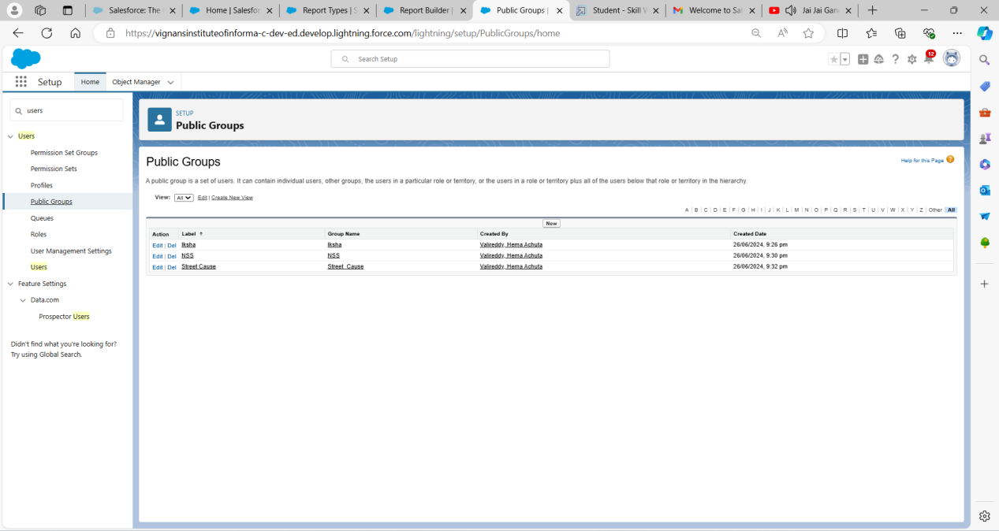 Salesforce: The
Home | Salesfor
Report Types | S
Report Builder |
Public Groups |
Student - Skill
Welcome to Sal
Jai Jai Gan
https://vignansinstituteofinforma-c-dev-ed.develop.lightning.force.com/lightning/setup/PublicGroups/home
Search Setup
12
Setup
Home
Object Manager
users
Users
Permission Set Groups
Permission Sets
Profiles
Public Groups
Queues
Roles
User Management Settings
Users
Feature Settings
Data.com
Prospector Users
Didn't find what you're looking for?
Try using Global Search.
SETUP
Public Groups
Public Groups
Help for this Page
A public group is a set of users. It can contain individual users, other groups, the users in a particular role or territory, or the users in a role or territory plus all of the users below that role or territory in the hierarchy.
View: All Edit | Create New View
A | B | C | D | E | F | G | H | I | J | K | L | M | N | O | P | Q | R | S | T | U | V | W | X | Y | Z | Other All
New
Action Label ↑ Group Name Created By Created Date
Edit | Del Iksha Iksha Valireddy, Hema Achuta 26/06/2024, 9:26 pm
Edit | Del NSS NSS Valireddy, Hema Achuta 26/06/2024, 9:30 pm
Edit | Del Street Cause Street_Cause Valireddy, Hema Achuta 26/06/2024, 9:32 pm